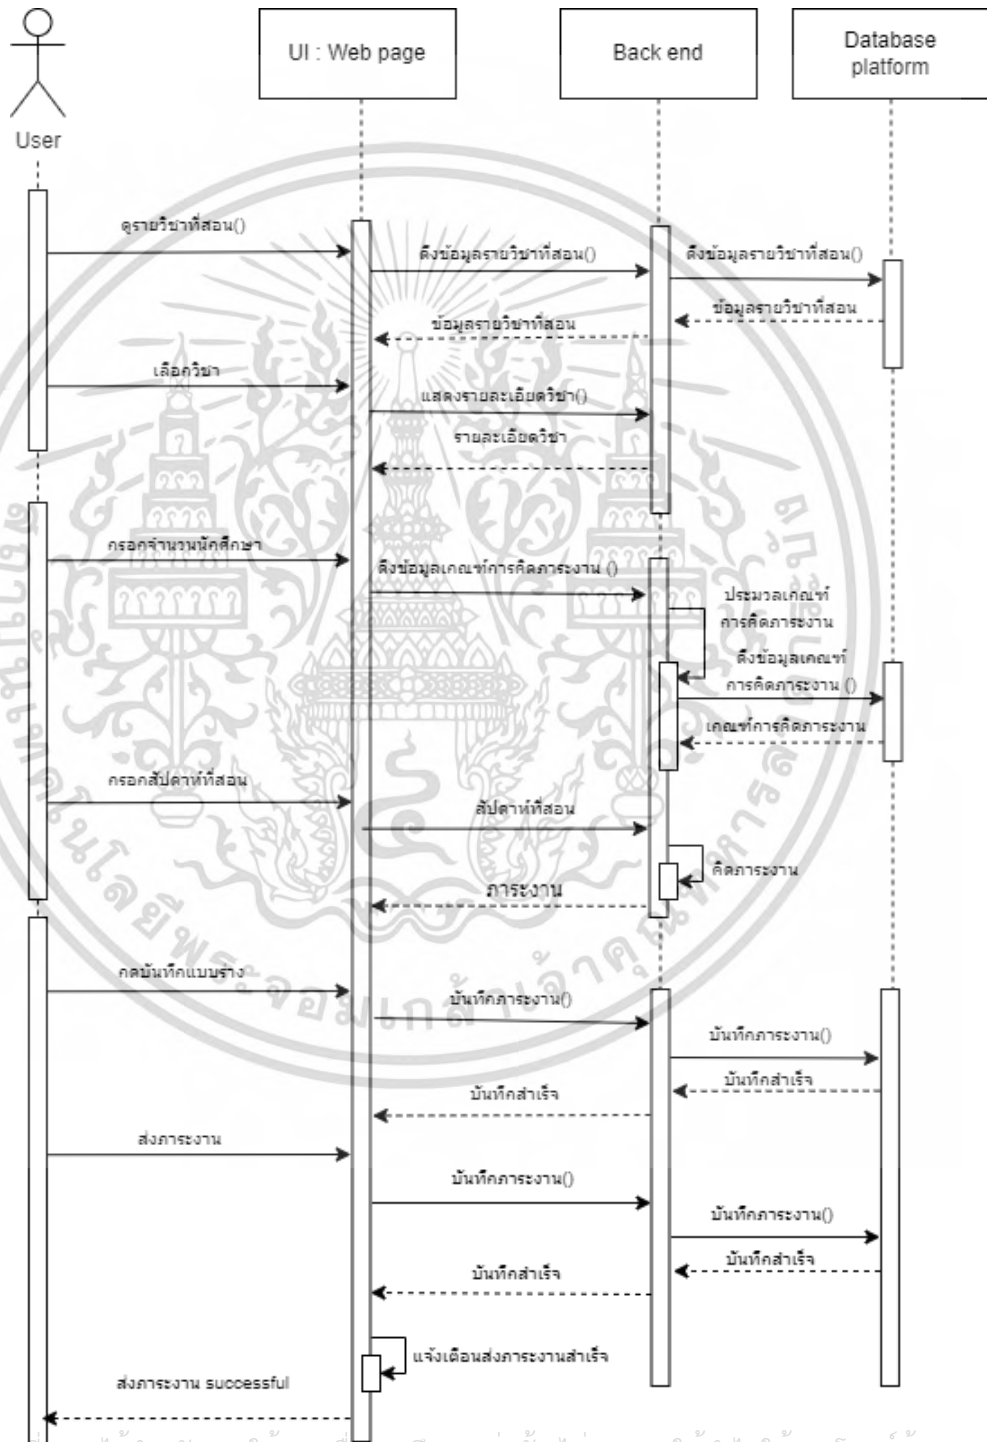 UI : Web page
Back end
Database
platform
User
ดูรายวิชาที่สอน()
ดึงข้อมูลรายวิชาที่สอน()
ดึงข้อมูลรายวิชาที่สอน()
ข้อมูลรายวิชาที่สอน
ข้อมูลรายวิชาที่สอน
เลือกวิชา
แสดงรายละเอียดวิชา()
รายละเอียดวิชา
กรอกจำนวนนักศึกษา
ดึงข้อมูลเกณฑ์การคิดภาระงาน ()
ประมวลเกณฑ์
การคิดภาระงาน
ดึงข้อมูลเกณฑ์
การคิดภาระงาน ()
เกณฑ์การคิดภาระงาน
กรอกสัปดาห์ที่สอน
สัปดาห์ที่สอน
คิดภาระงาน
ภาระงาน
กดบันทึกแบบร่าง
บันทึกภาระงาน()
บันทึกภาระงาน()
บันทึกสำเร็จ
บันทึกสำเร็จ
ส่งภาระงาน
บันทึกภาระงาน()
บันทึกภาระงาน()
บันทึกสำเร็จ
บันทึกสำเร็จ
แจ้งเตือนส่งภาระงานสำเร็จ
ส่งภาระงาน successful